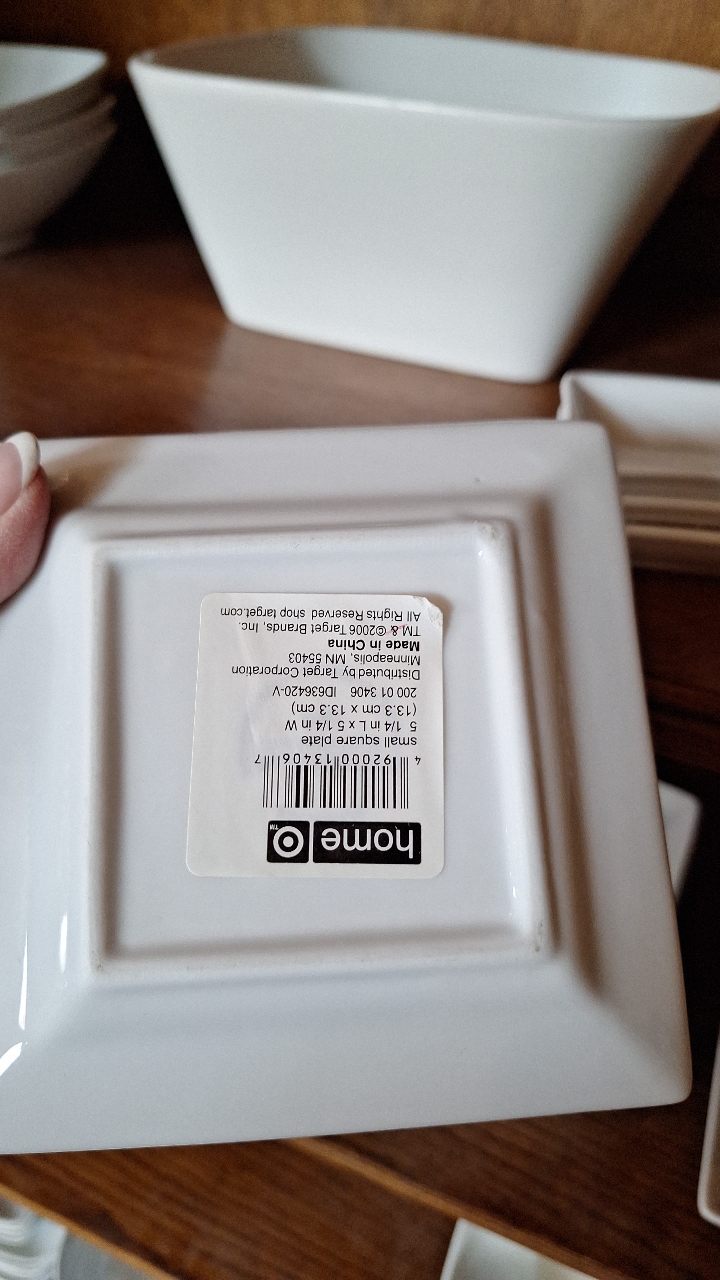 home TM
4 92000 13406 7
small square plate
5 1/4 in L x 5 1/4 in W
(13.3 cm x 13.3 cm)
200 01 3406 ID636420-V
Distributed by Target Corporation
Minneapolis, MN 55403
Made in China
TM & ©2006 Target Brands, Inc.
All Rights Reserved shop target.com